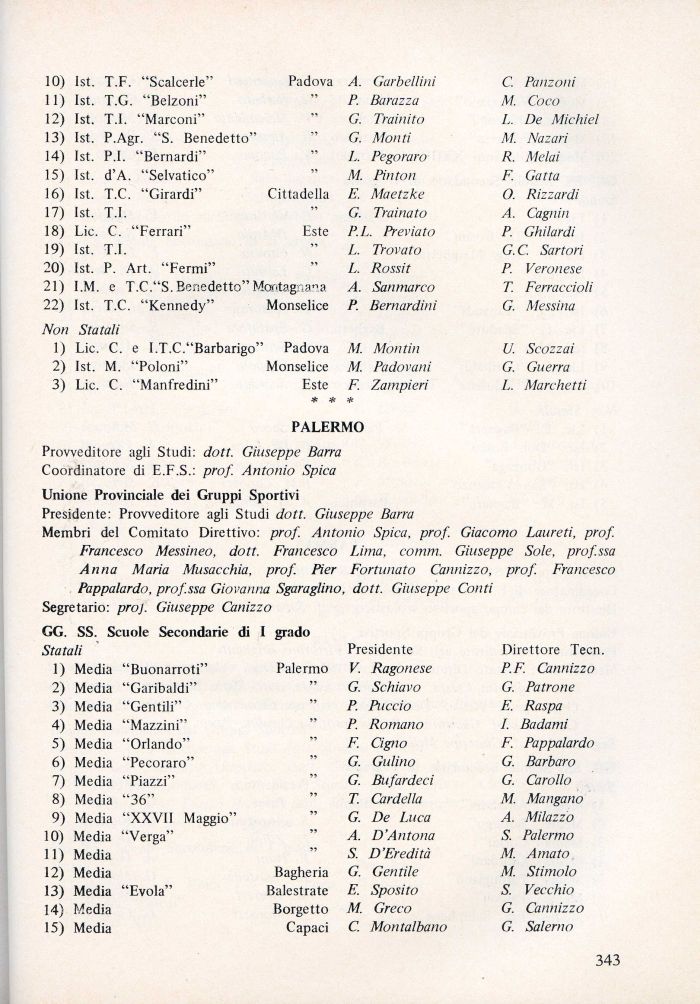 10) Ist. T.F. “Scalcerle” Padova A. Garbellini C. Panzoni
11) Ist. T.G. “Belzoni” ” P. Barazza M. Coco
12) Ist. T.I. “Marconi” ” G. Trainito L. De Michiel
13) Ist. P.Agr. “S. Benedetto” ” G. Monti M. Nazari
14) Ist. P.I. “Bernardi” ” L. Pegoraro R. Melai
15) Ist. d’A. “Selvatico” ” M. Pinton F. Gatta
16) Ist. T.C. “Girardi” Cittadella E. Maetzke O. Rizzardi
17) Ist. T.I. ” G. Trainato A. Cagnin
18) Lic. C. “Ferrari” Este P.L. Previato P. Ghilardi
19) Ist. T.I. ” L. Trovato G.C. Sartori
20) Ist. P. Art. “Fermi” ” L. Rossit P. Veronese
21) I.M. e T.C.“S. Benedetto” Montagnana A. Sanmarco T. Ferraccioli
22) Ist. T.C. “Kennedy” Monselice P. Bernardini G. Messina
Non Statali
1) Lic. C. e I.T.C.“Barbarigo” Padova M. Montin U. Scozzai
2) Ist. M. “Poloni” Monselice M. Padovani G. Guerra
3) Lic. C. “Manfredini” Este F. Zampieri L. Marchetti
* * *
PALERMO
Provveditore agli Studi: dott. Giuseppe Barra
Coordinatore di E.F.S.: prof. Antonio Spica
Unione Provinciale dei Gruppi Sportivi
Presidente: Provveditore agli Studi dott. Giuseppe Barra
Membri del Comitato Direttivo: prof. Antonio Spica, prof. Giacomo Laureti, prof.
Francesco Messineo, dott. Francesco Lima, comm. Giuseppe Sole, prof.ssa
Anna Maria Musacchia, prof. Pier Fortunato Cannizzo, prof. Francesco
Pappalardo, prof.ssa Giovanna Sgaraglino, dott. Giuseppe Conti
Segretario: prof. Giuseppe Canizzo
GG. SS. Scuole Secondarie di I grado
Statali Presidente Direttore Tecn.
1) Media “Buonarroti” Palermo V. Ragonese P.F. Cannizzo
2) Media “Garibaldi” ” G. Schiavo G. Patrone
3) Media “Gentili” ” P. Puccio E. Raspa
4) Media “Mazzini” ” P. Romano I. Badami
5) Media “Orlando” ” F. Cigno F. Pappalardo
6) Media “Pecoraro” ” G. Gulino G. Barbaro
7) Media “Piazzi” ” G. Bufardeci G. Carollo
8) Media “36” ” T. Cardella M. Mangano
9) Media “XXVII Maggio” ” G. De Luca A. Milazzo
10) Media “Verga” ” A. D’Antona S. Palermo
11) Media ” S. D’Eredità M. Amato
12) Media Bagheria G. Gentile M. Stimolo
13) Media “Evola” Balestrate E. Sposito S. Vecchio
14) Media Borgetto M. Greco G. Cannizzo
15) Media Capaci C. Montalbano G. Salerno
343